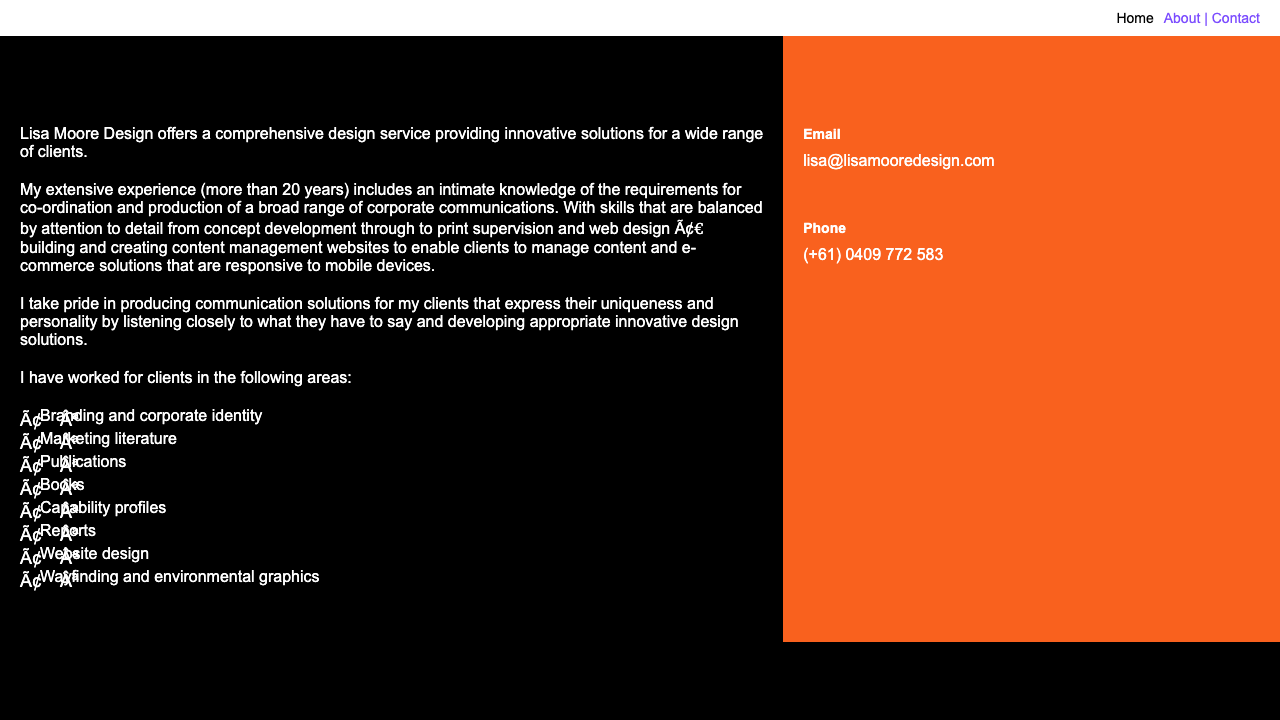 Home About | Contact
Lisa Moore Design offers a comprehensive design service providing innovative solutions for a wide range
of clients.
My extensive experience (more than 20 years) includes an intimate knowledge of the requirements for
co-ordination and production of a broad range of corporate communications. With skills that are balanced
by attention to detail from concept development through to print supervision and web design Ã¢€
building and creating content management websites to enable clients to manage content and e-
commerce solutions that are responsive to mobile devices.
I take pride in producing communication solutions for my clients that express their uniqueness and
personality by listening closely to what they have to say and developing appropriate innovative design
solutions.
I have worked for clients in the following areas:
Branding and corporate identity
Marketing literature
Publications
Books
Capability profiles
Reports
Website design
Wayfinding and environmental graphics
Email
lisa@lisamooredesign.com
Phone
(+61) 0409 772 583